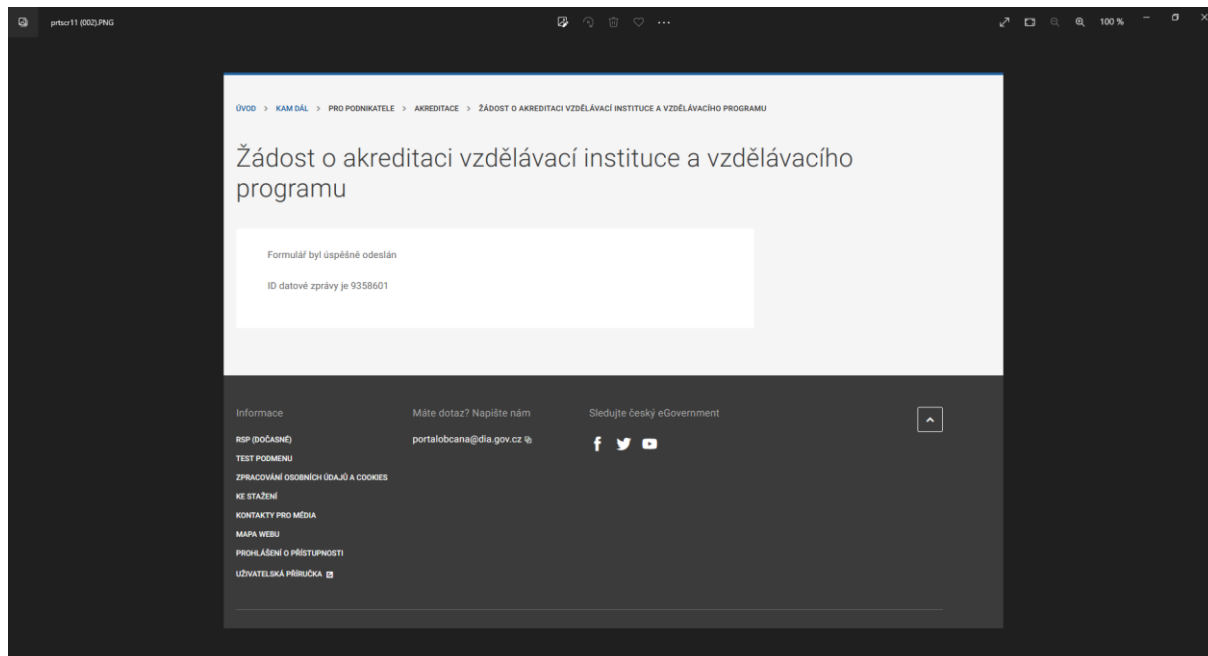 prtscr11 (002).PNG
100 %
ÚVOD > KAM DÁL > PRO PODNIKATELE > AKREDITACE > ŽÁDOST O AKREDITACI VZDĚLÁVACÍ INSTITUCE A VZDĚLÁVACÍHO PROGRAMU
Žádost o akreditaci vzdělávací instituce a vzdělávacího
programu
Formulář byl úspěšně odeslán
ID datové zprávy je 9358601
Informace
RSP (DOČASNÉ)
TEST PODMENU
ZPRACOVÁNÍ OSOBNÍCH ÚDAJŮ A COOKIES
KE STAŽENÍ
KONTAKTY PRO MÉDIA
MAPA WEBU
PROHLÁŠENÍ O PŘÍSTUPNOSTI
UŽIVATELSKÁ PŘÍRUČKA
Máte dotaz? Napište nám
portalobcana@dia.gov.cz
Sledujte český eGovernment